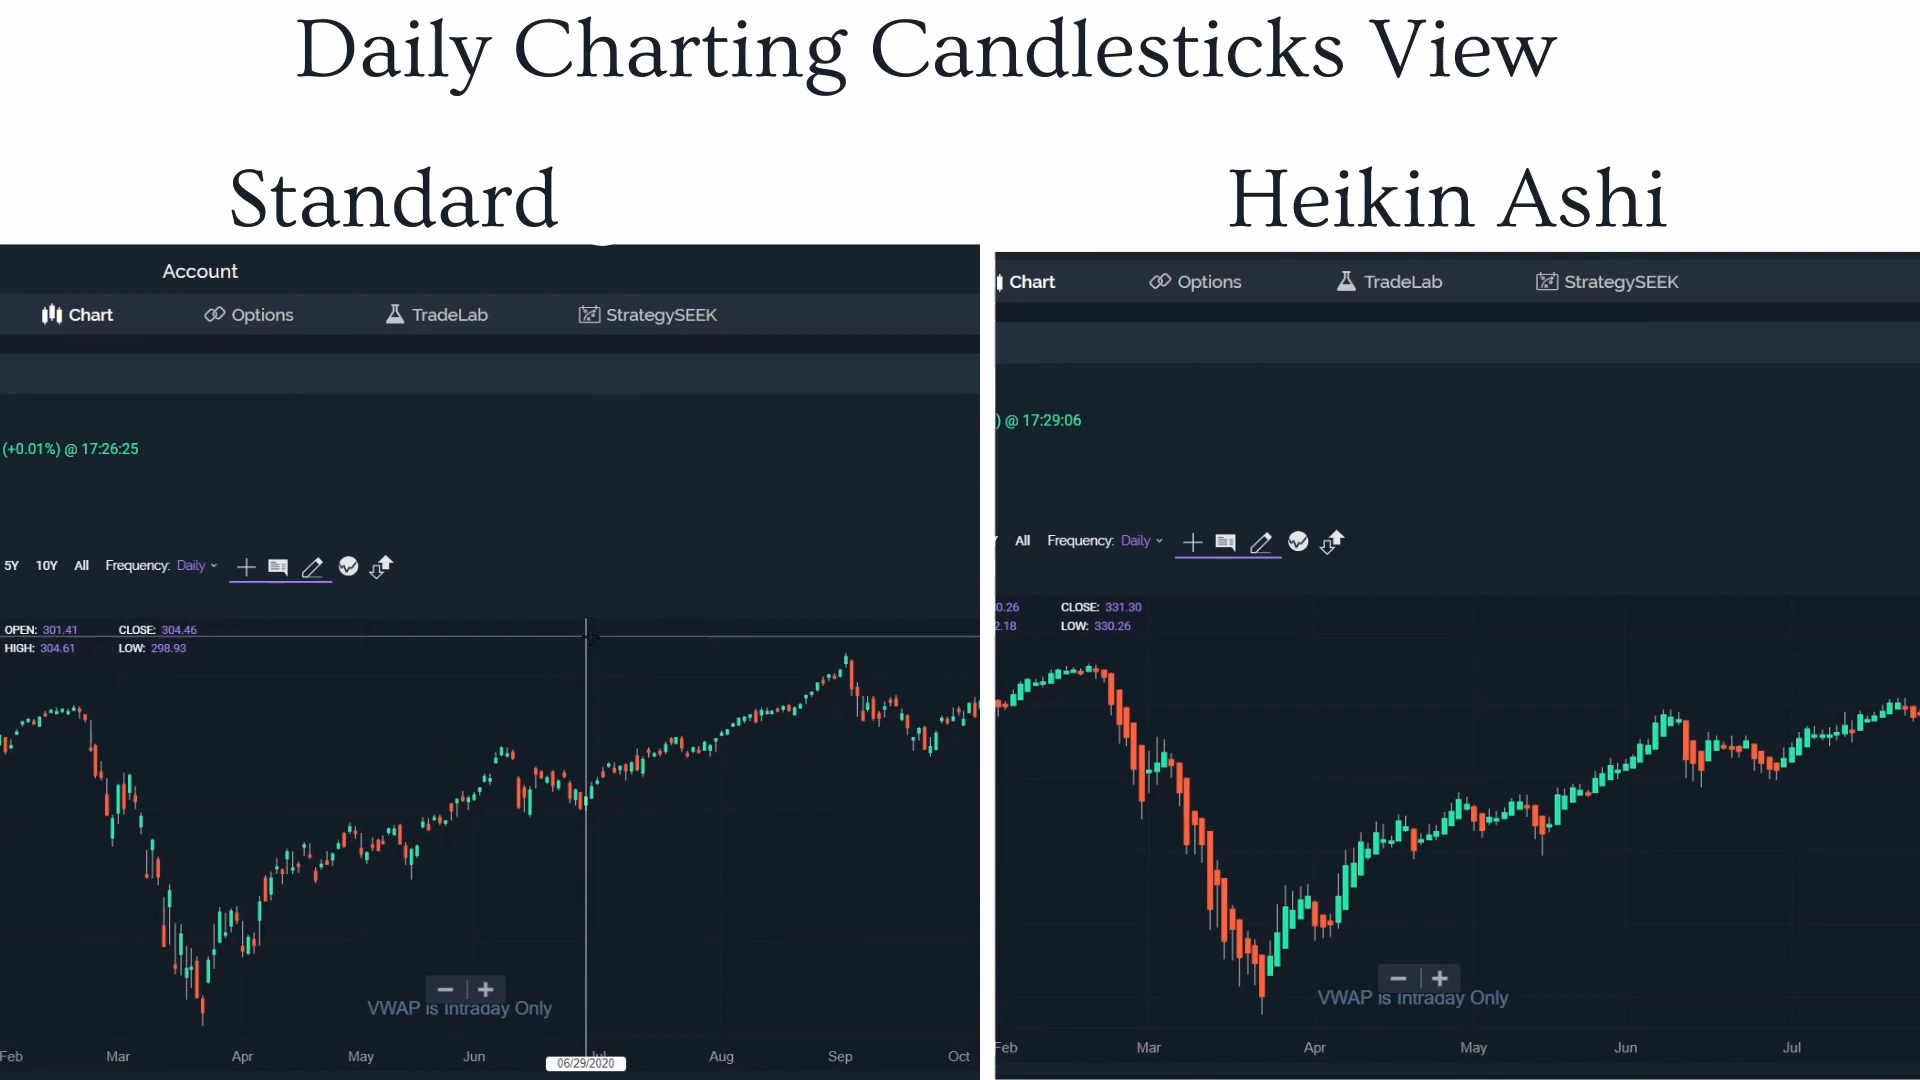 Daily Charting Candlesticks View
Standard
Heikin Ashi
Account
Chart Options TradeLab StrategySEEK
(+0.01%) @ 17:26:25
5Y 10Y All Frequency: Daily
OPEN: 301.41 CLOSE: 304.46
HIGH: 304.61 LOW: 298.93
VWAP is Intraday Only
Feb Mar Apr May Jun Jul Aug Sep Oct
06/29/2020
Chart Options TradeLab StrategySEEK
) @ 17:29:06
All Frequency: Daily
0.26 CLOSE: 331.30
2.18 LOW: 330.26
VWAP is Intraday Only
Feb Mar Apr May Jun Jul